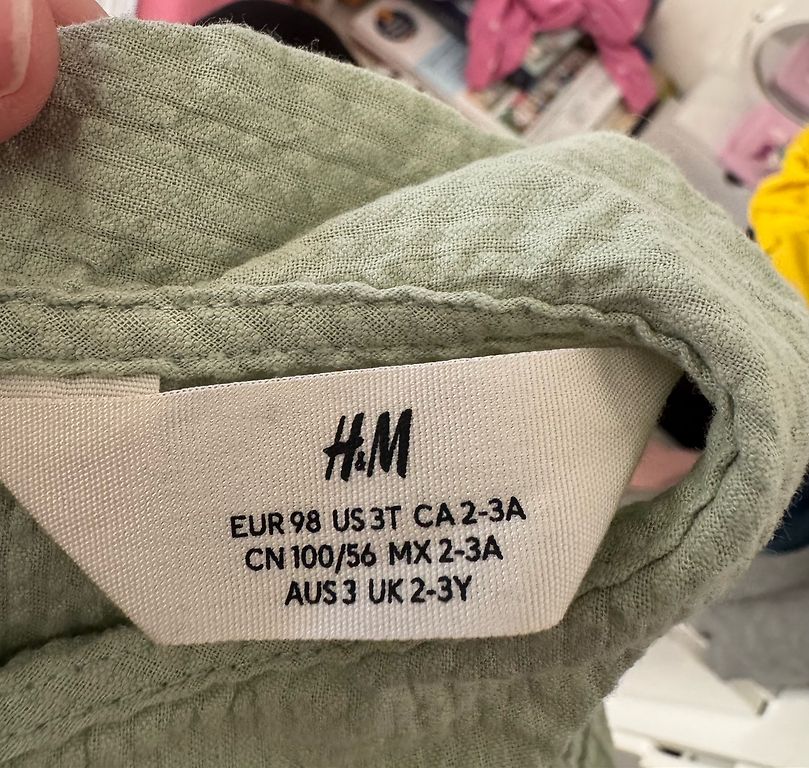 H&M
EUR 98 US 3T CA 2-3A
CN 100/56 MX 2-3A
AUS 3 UK 2-3Y